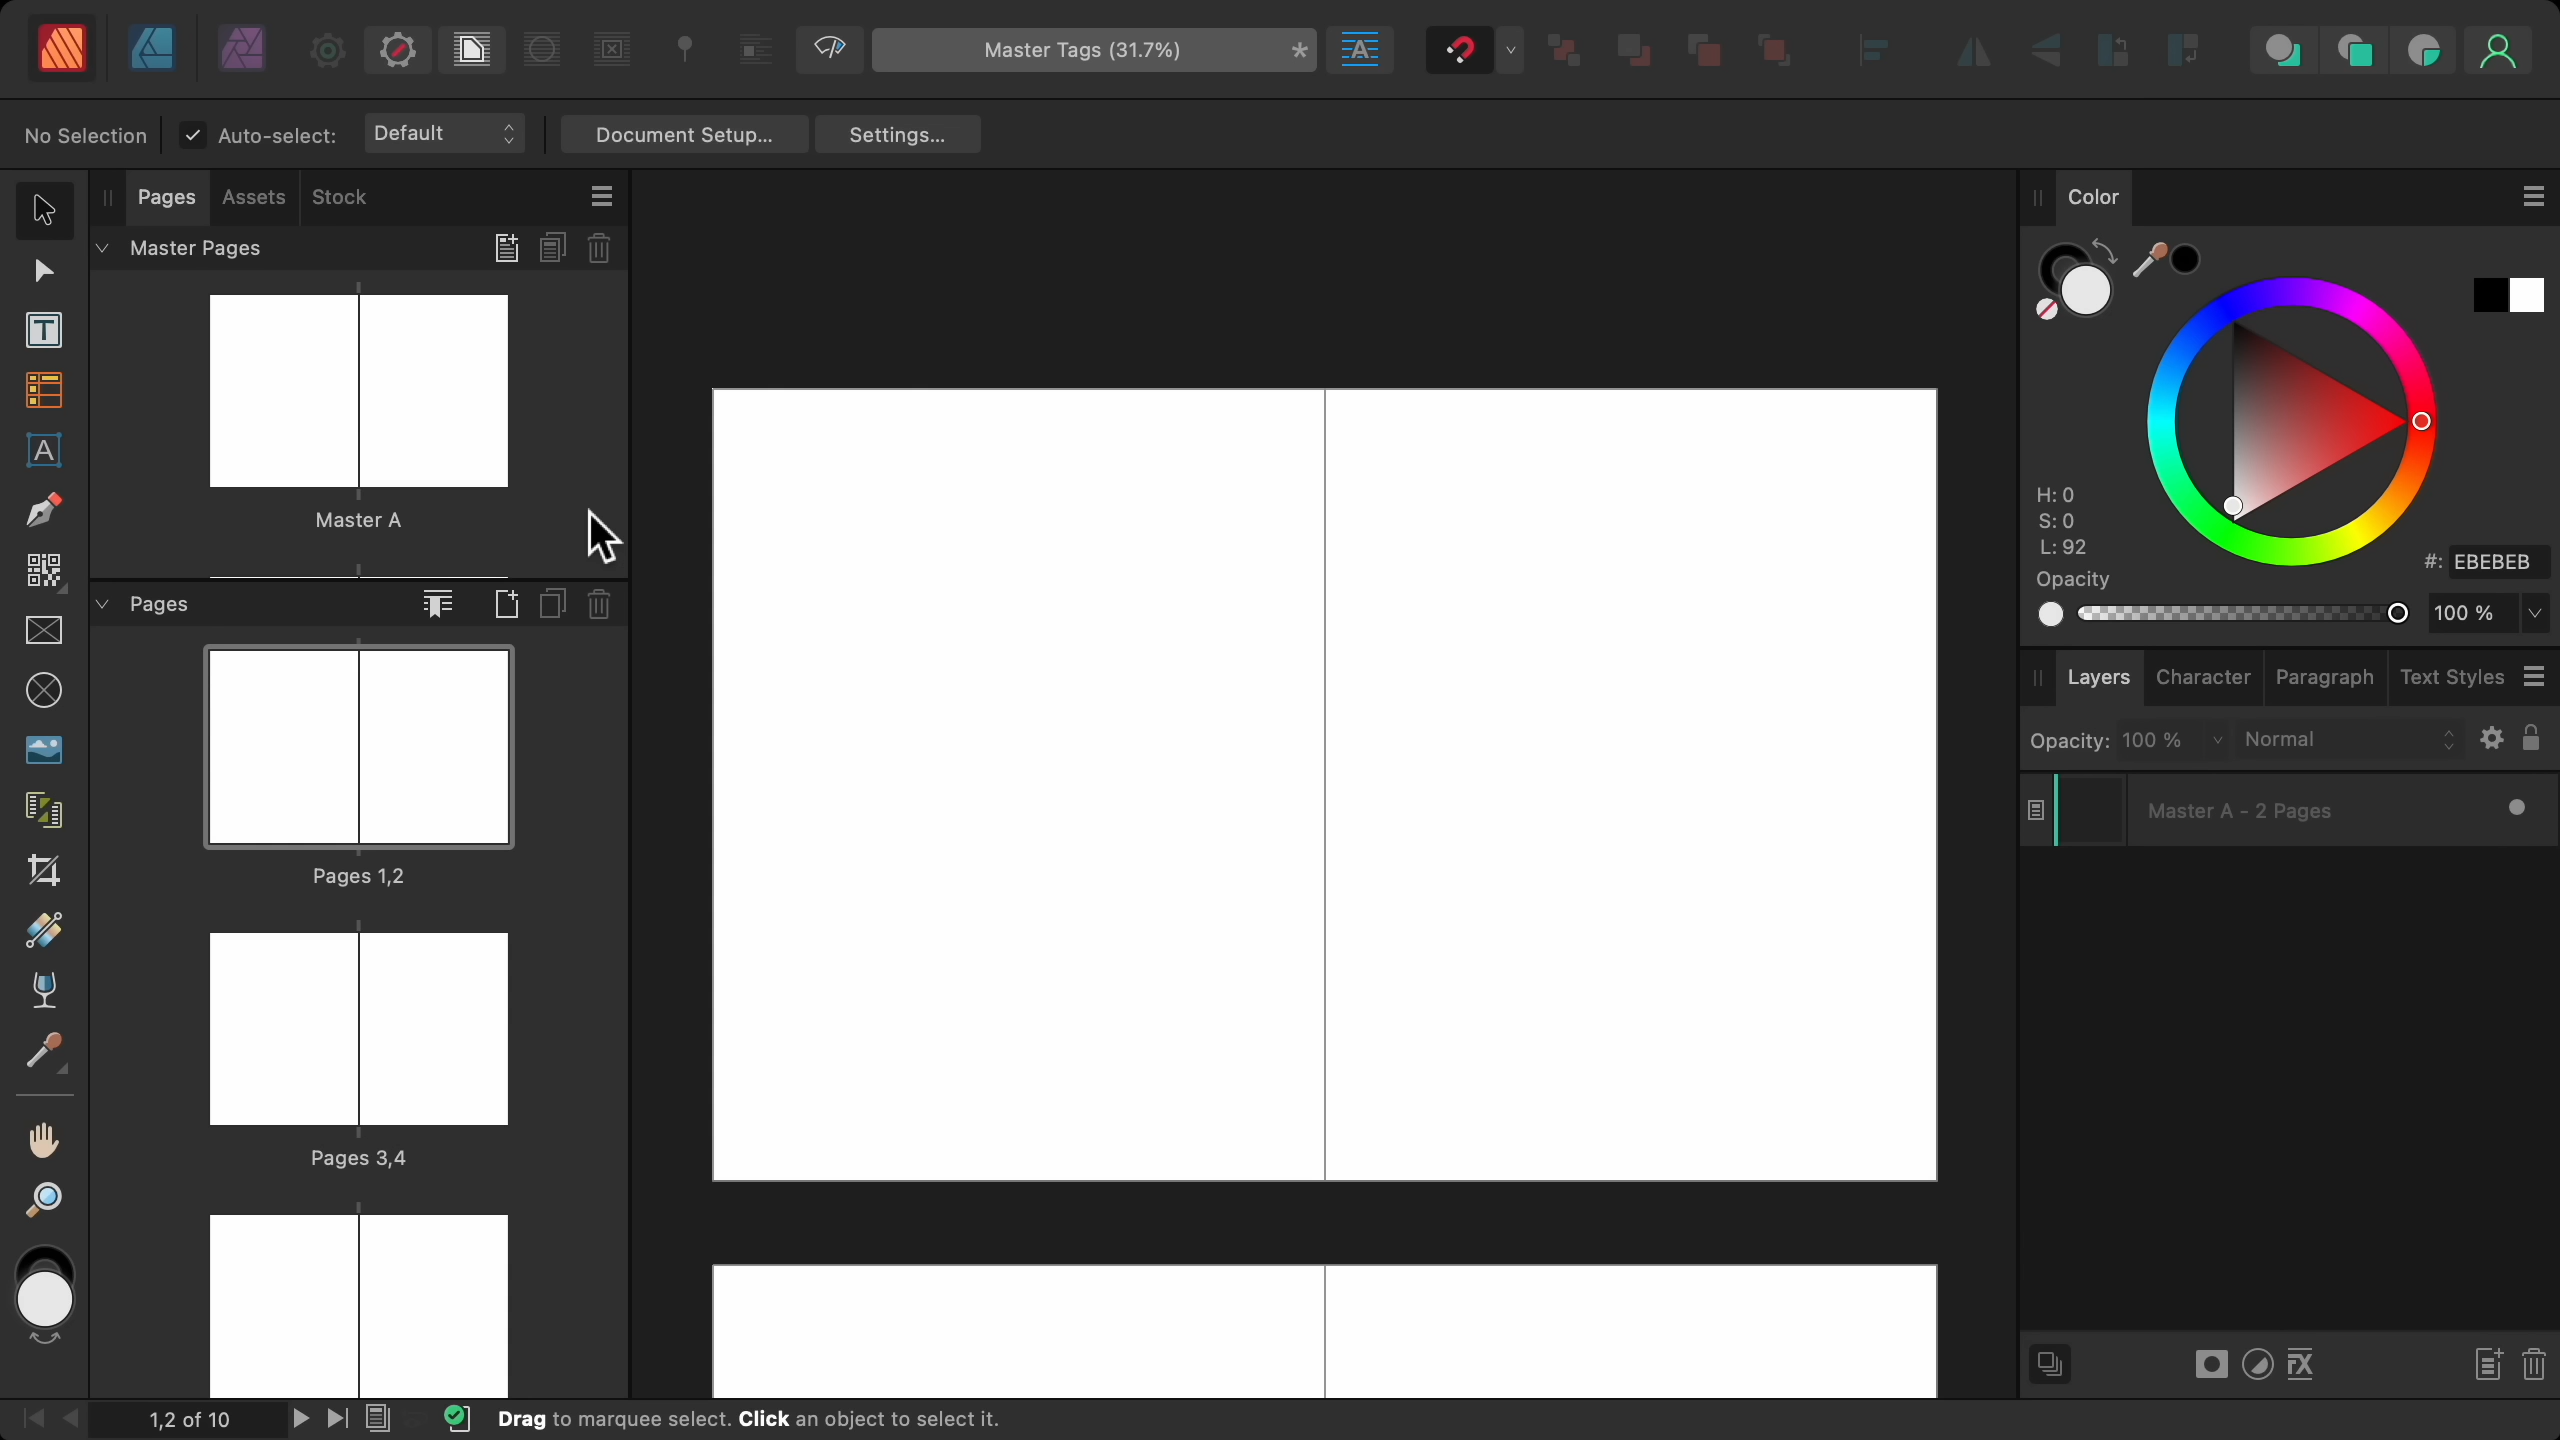 Master Tags (31.7%)
*
No Selection
Auto-select:
Default
Document Setup...
Settings...
Pages
Assets
Stock
Master Pages
Master A
Pages
Pages 1,2
Pages 3,4
Color
H: 0
S: 0
L: 92
#: EBEBEB
Opacity
100 %
Layers
Character
Paragraph
Text Styles
Opacity: 100 %
Normal
Master A - 2 Pages
1,2 of 10
Drag to marquee select. Click an object to select it.